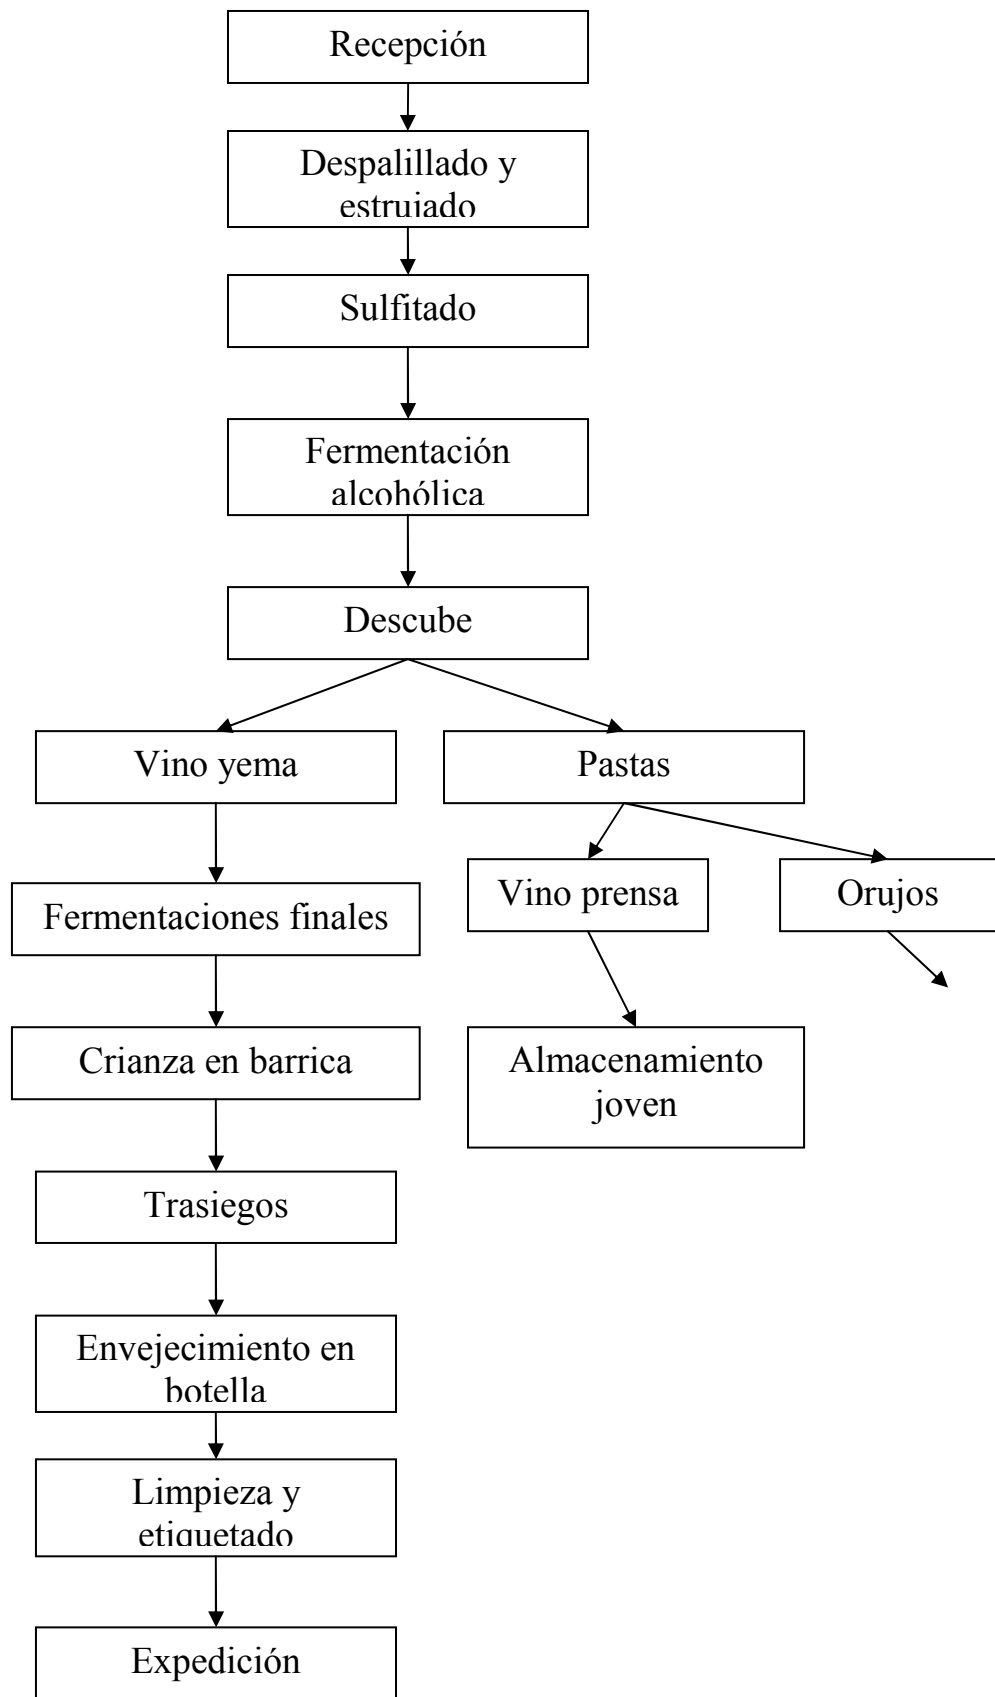 Recepción
Despalillado y
estrujado
Sulfitado
Fermentación
alcohólica
Descube
Vino yema
Pastas
Vino prensa
Orujos
Fermentaciones finales
Crianza en barrica
Almacenamiento
joven
Trasiegos
Envejecimiento en
botella
Limpieza y
etiquetado
Expedición